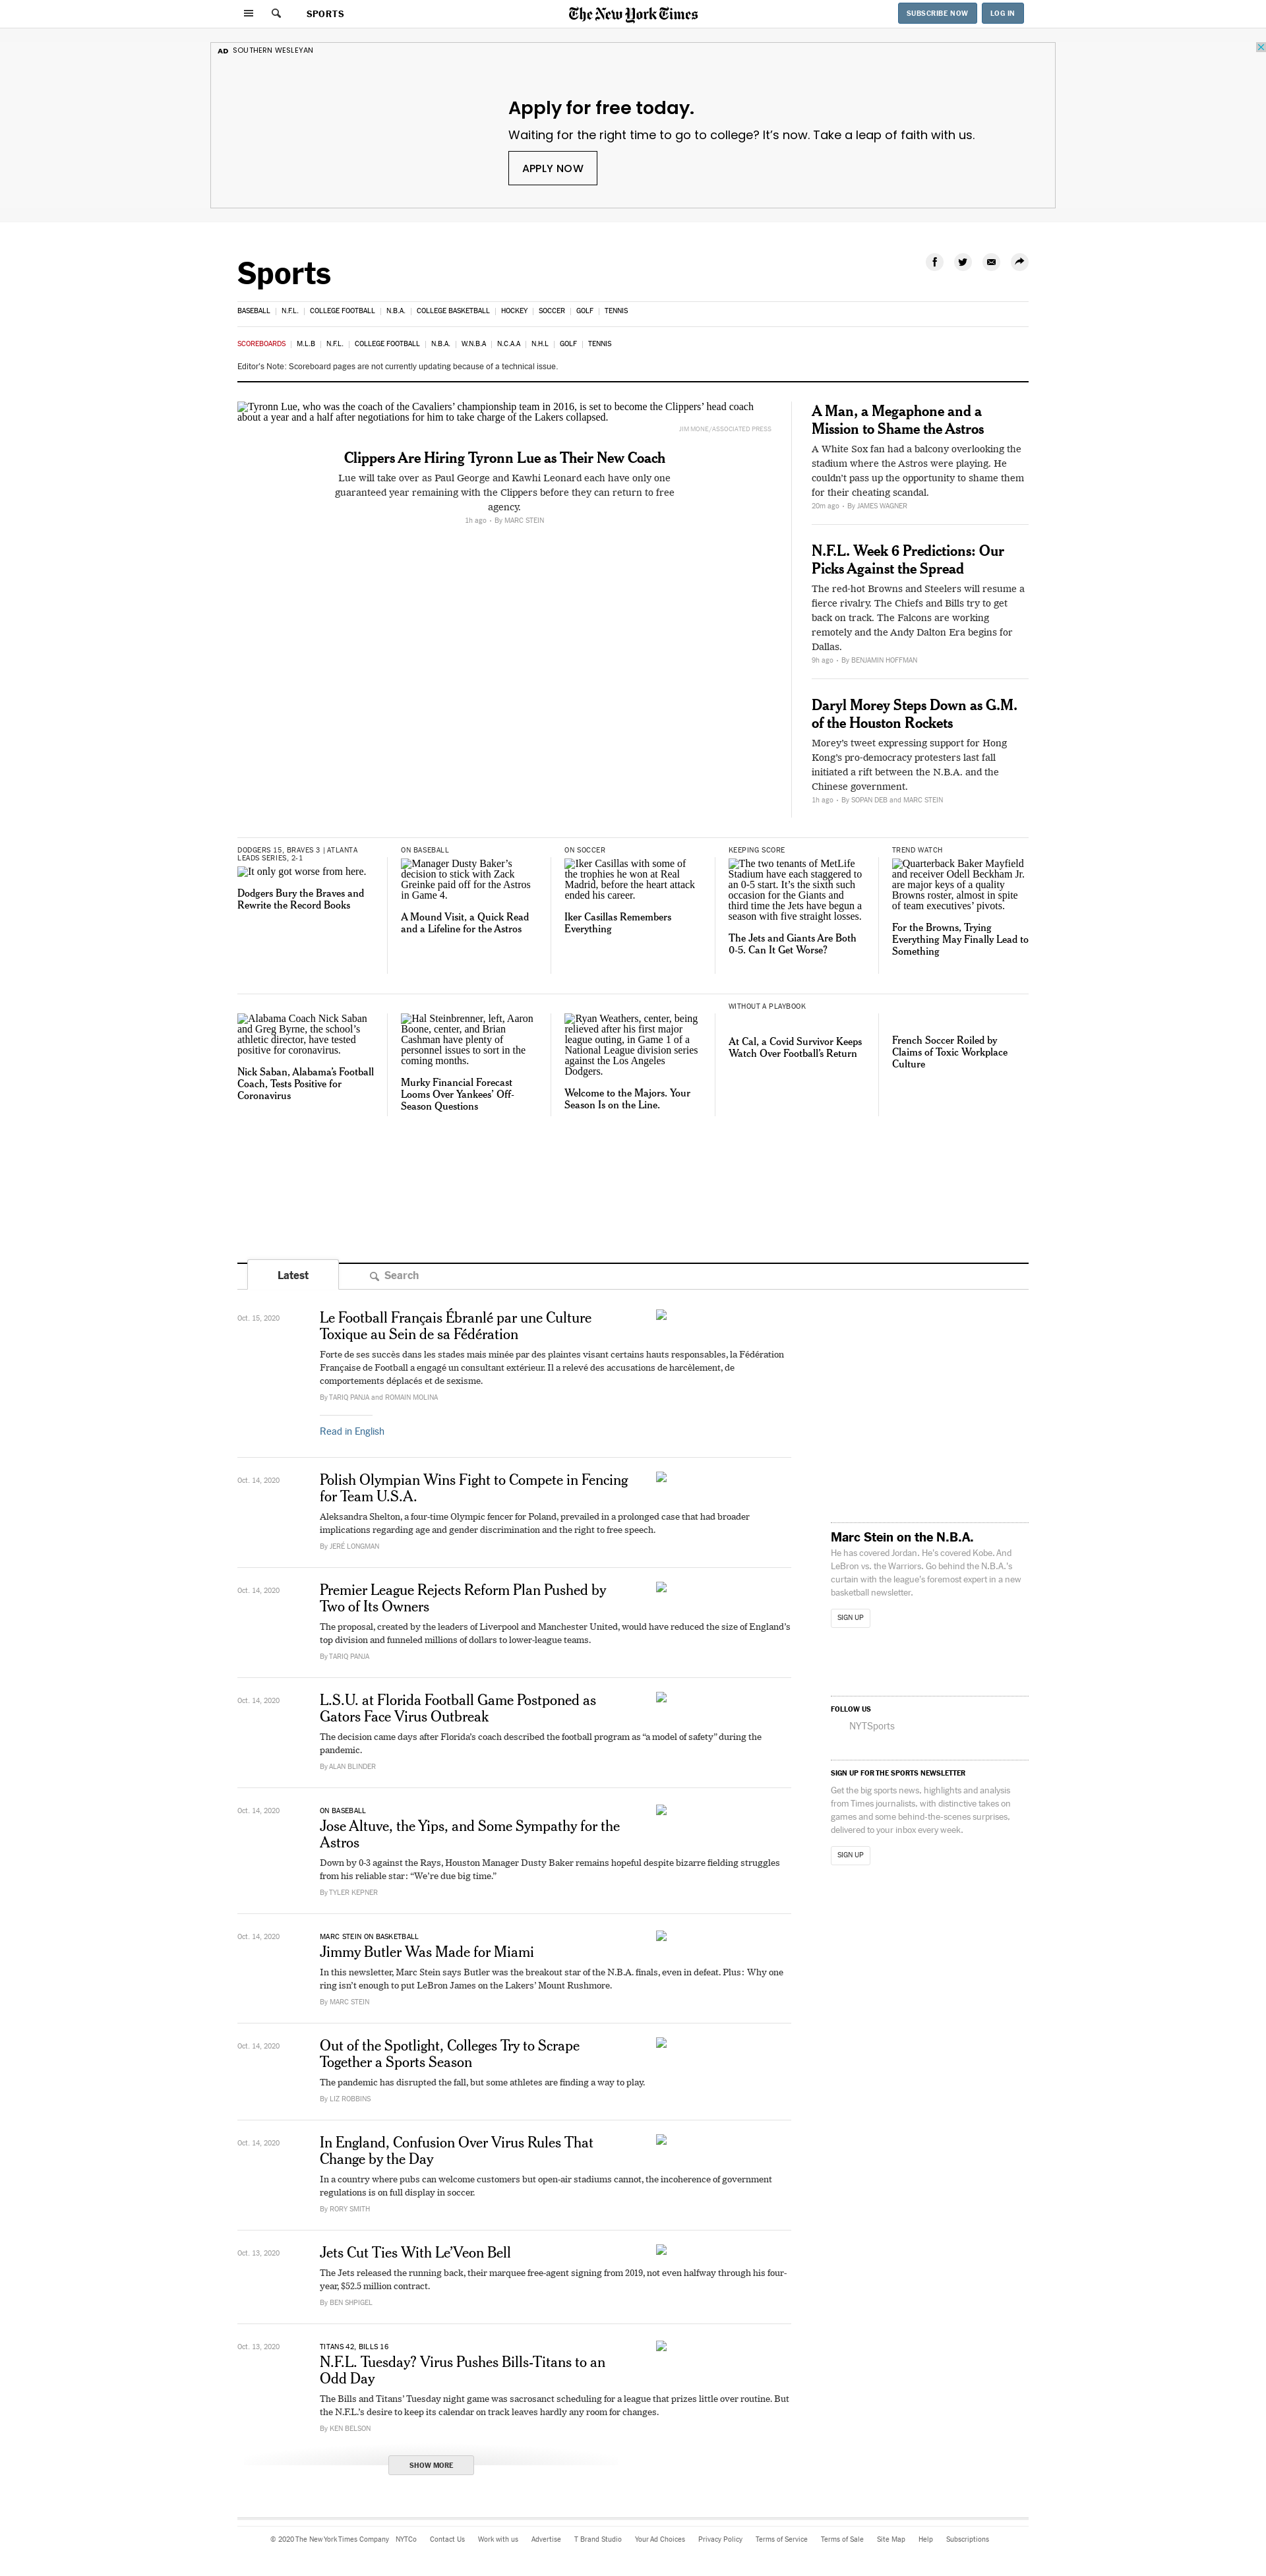 SPORTS
The New York Times
SUBSCRIBE NOW
LOG IN
AD SOUTHERN WESLEYAN
Apply for free today.
Waiting for the right time to go to college? It's now. Take a leap of faith with us.
APPLY NOW
Sports
BASEBALL | N.F.L. | COLLEGE FOOTBALL | N.B.A. | COLLEGE BASKETBALL | HOCKEY | SOCCER | GOLF | TENNIS
SCOREBOARDS | M.L.B | N.F.L. | COLLEGE FOOTBALL | N.B.A. | W.N.B.A | N.C.A.A | N.H.L | GOLF | TENNIS
Editor's Note: Scoreboard pages are not currently updating because of a technical issue.
Tyronn Lue, who was the coach of the Cavaliers' championship team in 2016, is set to become the Clippers' head coach
about a year and a half after negotiations for him to take charge of the Lakers collapsed.
JIM MONE/ASSOCIATED PRESS
Clippers Are Hiring Tyronn Lue as Their New Coach
Lue will take over as Paul George and Kawhi Leonard each have only one
guaranteed year remaining with the Clippers before they can return to free
agency.
1h ago · By MARC STEIN
A Man, a Megaphone and a
Mission to Shame the Astros
A White Sox fan had a balcony overlooking the
stadium where the Astros were playing. He
couldn't pass up the opportunity to shame them
for their cheating scandal.
20m ago · By JAMES WAGNER
N.F.L. Week 6 Predictions: Our
Picks Against the Spread
The red-hot Browns and Steelers will resume a
fierce rivalry. The Chiefs and Bills try to get
back on track. The Falcons are working
remotely and the Andy Dalton Era begins for
Dallas.
9h ago · By BENJAMIN HOFFMAN
Daryl Morey Steps Down as G.M.
of the Houston Rockets
Morey's tweet expressing support for Hong
Kong's pro-democracy protesters last fall
initiated a rift between the N.B.A. and the
Chinese government.
1h ago · By SOPAN DEB and MARC STEIN
DODGERS 15, BRAVES 3 | ATLANTA
LEADS SERIES, 2-1
It only got worse from here.
Dodgers Bury the Braves and
Rewrite the Record Books
ON BASEBALL
Manager Dusty Baker's
decision to stick with Zack
Greinke paid off for the Astros
in Game 4.
A Mound Visit, a Quick Read
and a Lifeline for the Astros
ON SOCCER
Iker Casillas with some of
the trophies he won at Real
Madrid, before the heart attack
ended his career.
Iker Casillas Remembers
Everything
KEEPING SCORE
The two tenants of MetLife
Stadium have each staggered to
an 0-5 start. It's the sixth such
occasion for the Giants and
third time the Jets have begun a
season with five straight losses.
The Jets and Giants Are Both
0-5. Can It Get Worse?
TREND WATCH
Quarterback Baker Mayfield
and receiver Odell Beckham Jr.
are major keys of a quality
Browns roster, almost in spite
of team executives' pivots.
For the Browns, Trying
Everything May Finally Lead to
Something
Alabama Coach Nick Saban
and Greg Byrne, the school's
athletic director, have tested
positive for coronavirus.
Nick Saban, Alabama's Football
Coach, Tests Positive for
Coronavirus
Hal Steinbrenner, left, Aaron
Boone, center, and Brian
Cashman have plenty of
personnel issues to sort in the
coming months.
Murky Financial Forecast
Looms Over Yankees' Off-
Season Questions
Ryan Weathers, center, being
relieved after his first major
league outing, in Game 1 of a
National League division series
against the Los Angeles
Dodgers.
Welcome to the Majors. Your
Season Is on the Line.
WITHOUT A PLAYBOOK
At Cal, a Covid Survivor Keeps
Watch Over Football's Return
French Soccer Roiled by
Claims of Toxic Workplace
Culture
Latest
Search
Oct. 15, 2020
Le Football Français Ébranlé par une Culture
Toxique au Sein de sa Fédération
Forte de ses succès dans les stades mais minée par des plaintes visant certains hauts responsables, la Fédération
Française de Football a engagé un consultant extérieur. Il a relevé des accusations de harcèlement, de
comportements déplacés et de sexisme.
By TARIQ PANJA and ROMAIN MOLINA
Read in English
Oct. 14, 2020
Polish Olympian Wins Fight to Compete in Fencing
for Team U.S.A.
Aleksandra Shelton, a four-time Olympic fencer for Poland, prevailed in a prolonged case that had broader
implications regarding age and gender discrimination and the right to free speech.
By JERÉ LONGMAN
Oct. 14, 2020
Premier League Rejects Reform Plan Pushed by
Two of Its Owners
The proposal, created by the leaders of Liverpool and Manchester United, would have reduced the size of England's
top division and funneled millions of dollars to lower-league teams.
By TARIQ PANJA
Oct. 14, 2020
L.S.U. at Florida Football Game Postponed as
Gators Face Virus Outbreak
The decision came days after Florida's coach described the football program as "a model of safety" during the
pandemic.
By ALAN BLINDER
Oct. 14, 2020
ON BASEBALL
Jose Altuve, the Yips, and Some Sympathy for the
Astros
Down by 0-3 against the Rays, Houston Manager Dusty Baker remains hopeful despite bizarre fielding struggles
from his reliable star: "We're due big time."
By TYLER KEPNER
Oct. 14, 2020
MARC STEIN ON BASKETBALL
Jimmy Butler Was Made for Miami
In this newsletter, Marc Stein says Butler was the breakout star of the N.B.A. finals, even in defeat. Plus: Why one
ring isn't enough to put LeBron James on the Lakers' Mount Rushmore.
By MARC STEIN
Oct. 14, 2020
Out of the Spotlight, Colleges Try to Scrape
Together a Sports Season
The pandemic has disrupted the fall, but some athletes are finding a way to play.
By LIZ ROBBINS
Oct. 14, 2020
In England, Confusion Over Virus Rules That
Change by the Day
In a country where pubs can welcome customers but open-air stadiums cannot, the incoherence of government
regulations is on full display in soccer.
By RORY SMITH
Oct. 13, 2020
Jets Cut Ties With Le'Veon Bell
The Jets released the running back, their marquee free-agent signing from 2019, not even halfway through his four-
year, $52.5 million contract.
By BEN SHPIGEL
Oct. 13, 2020
TITANS 42, BILLS 16
N.F.L. Tuesday? Virus Pushes Bills-Titans to an
Odd Day
The Bills and Titans' Tuesday night game was sacrosanct scheduling for a league that prizes little over routine. But
the N.F.L.'s desire to keep its calendar on track leaves hardly any room for changes.
By KEN BELSON
SHOW MORE
Marc Stein on the N.B.A.
He has covered Jordan. He's covered Kobe. And
LeBron vs. the Warriors. Go behind the N.B.A.'s
curtain with the league's foremost expert in a new
basketball newsletter.
SIGN UP
FOLLOW US
NYTSports
SIGN UP FOR THE SPORTS NEWSLETTER
Get the big sports news, highlights and analysis
from Times journalists, with distinctive takes on
games and some behind-the-scenes surprises,
delivered to your inbox every week.
SIGN UP
© 2020 The New York Times Company NYTCo Contact Us Work with us Advertise T Brand Studio Your Ad Choices Privacy Policy Terms of Service Terms of Sale Site Map Help Subscriptions